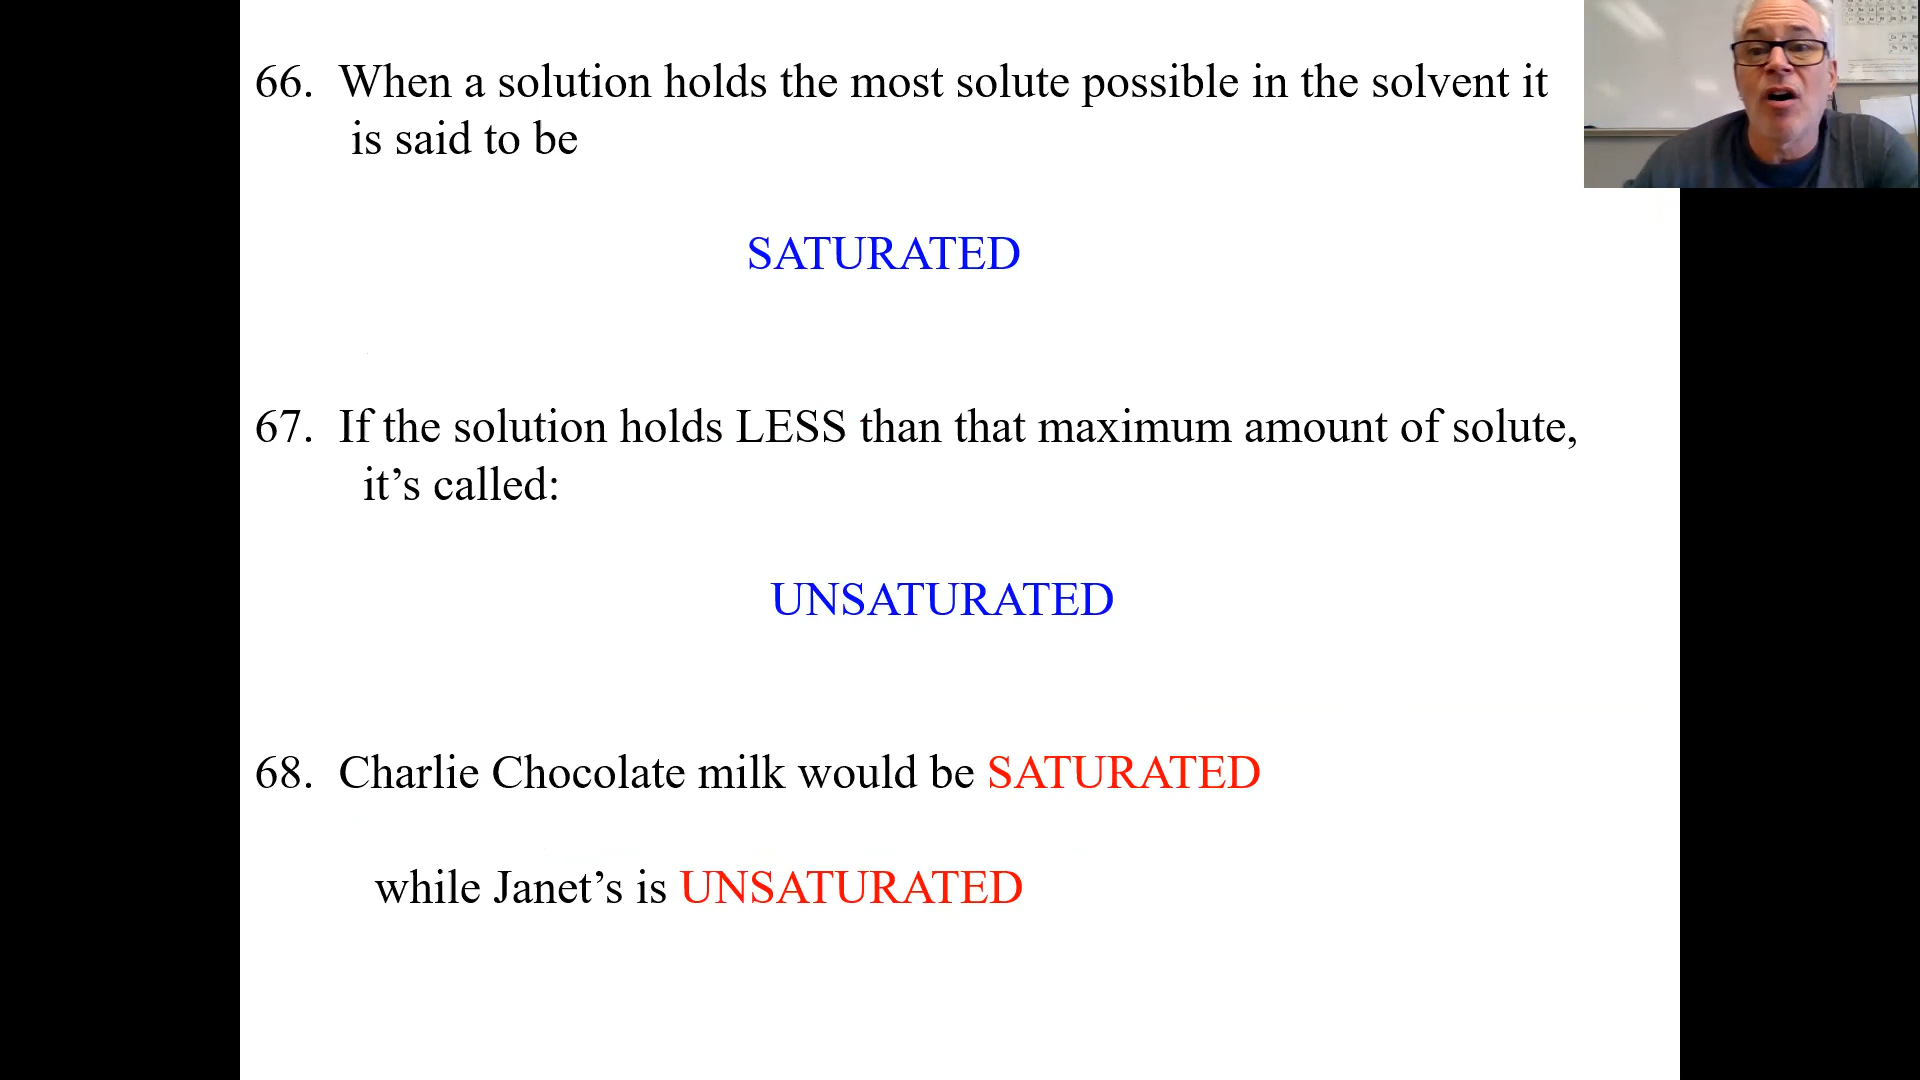 66. When a solution holds the most solute possible in the solvent it
is said to be
SATURATED
67. If the solution holds LESS than that maximum amount of solute,
it’s called:
UNSATURATED
68. Charlie Chocolate milk would be SATURATED
while Janet’s is UNSATURATED